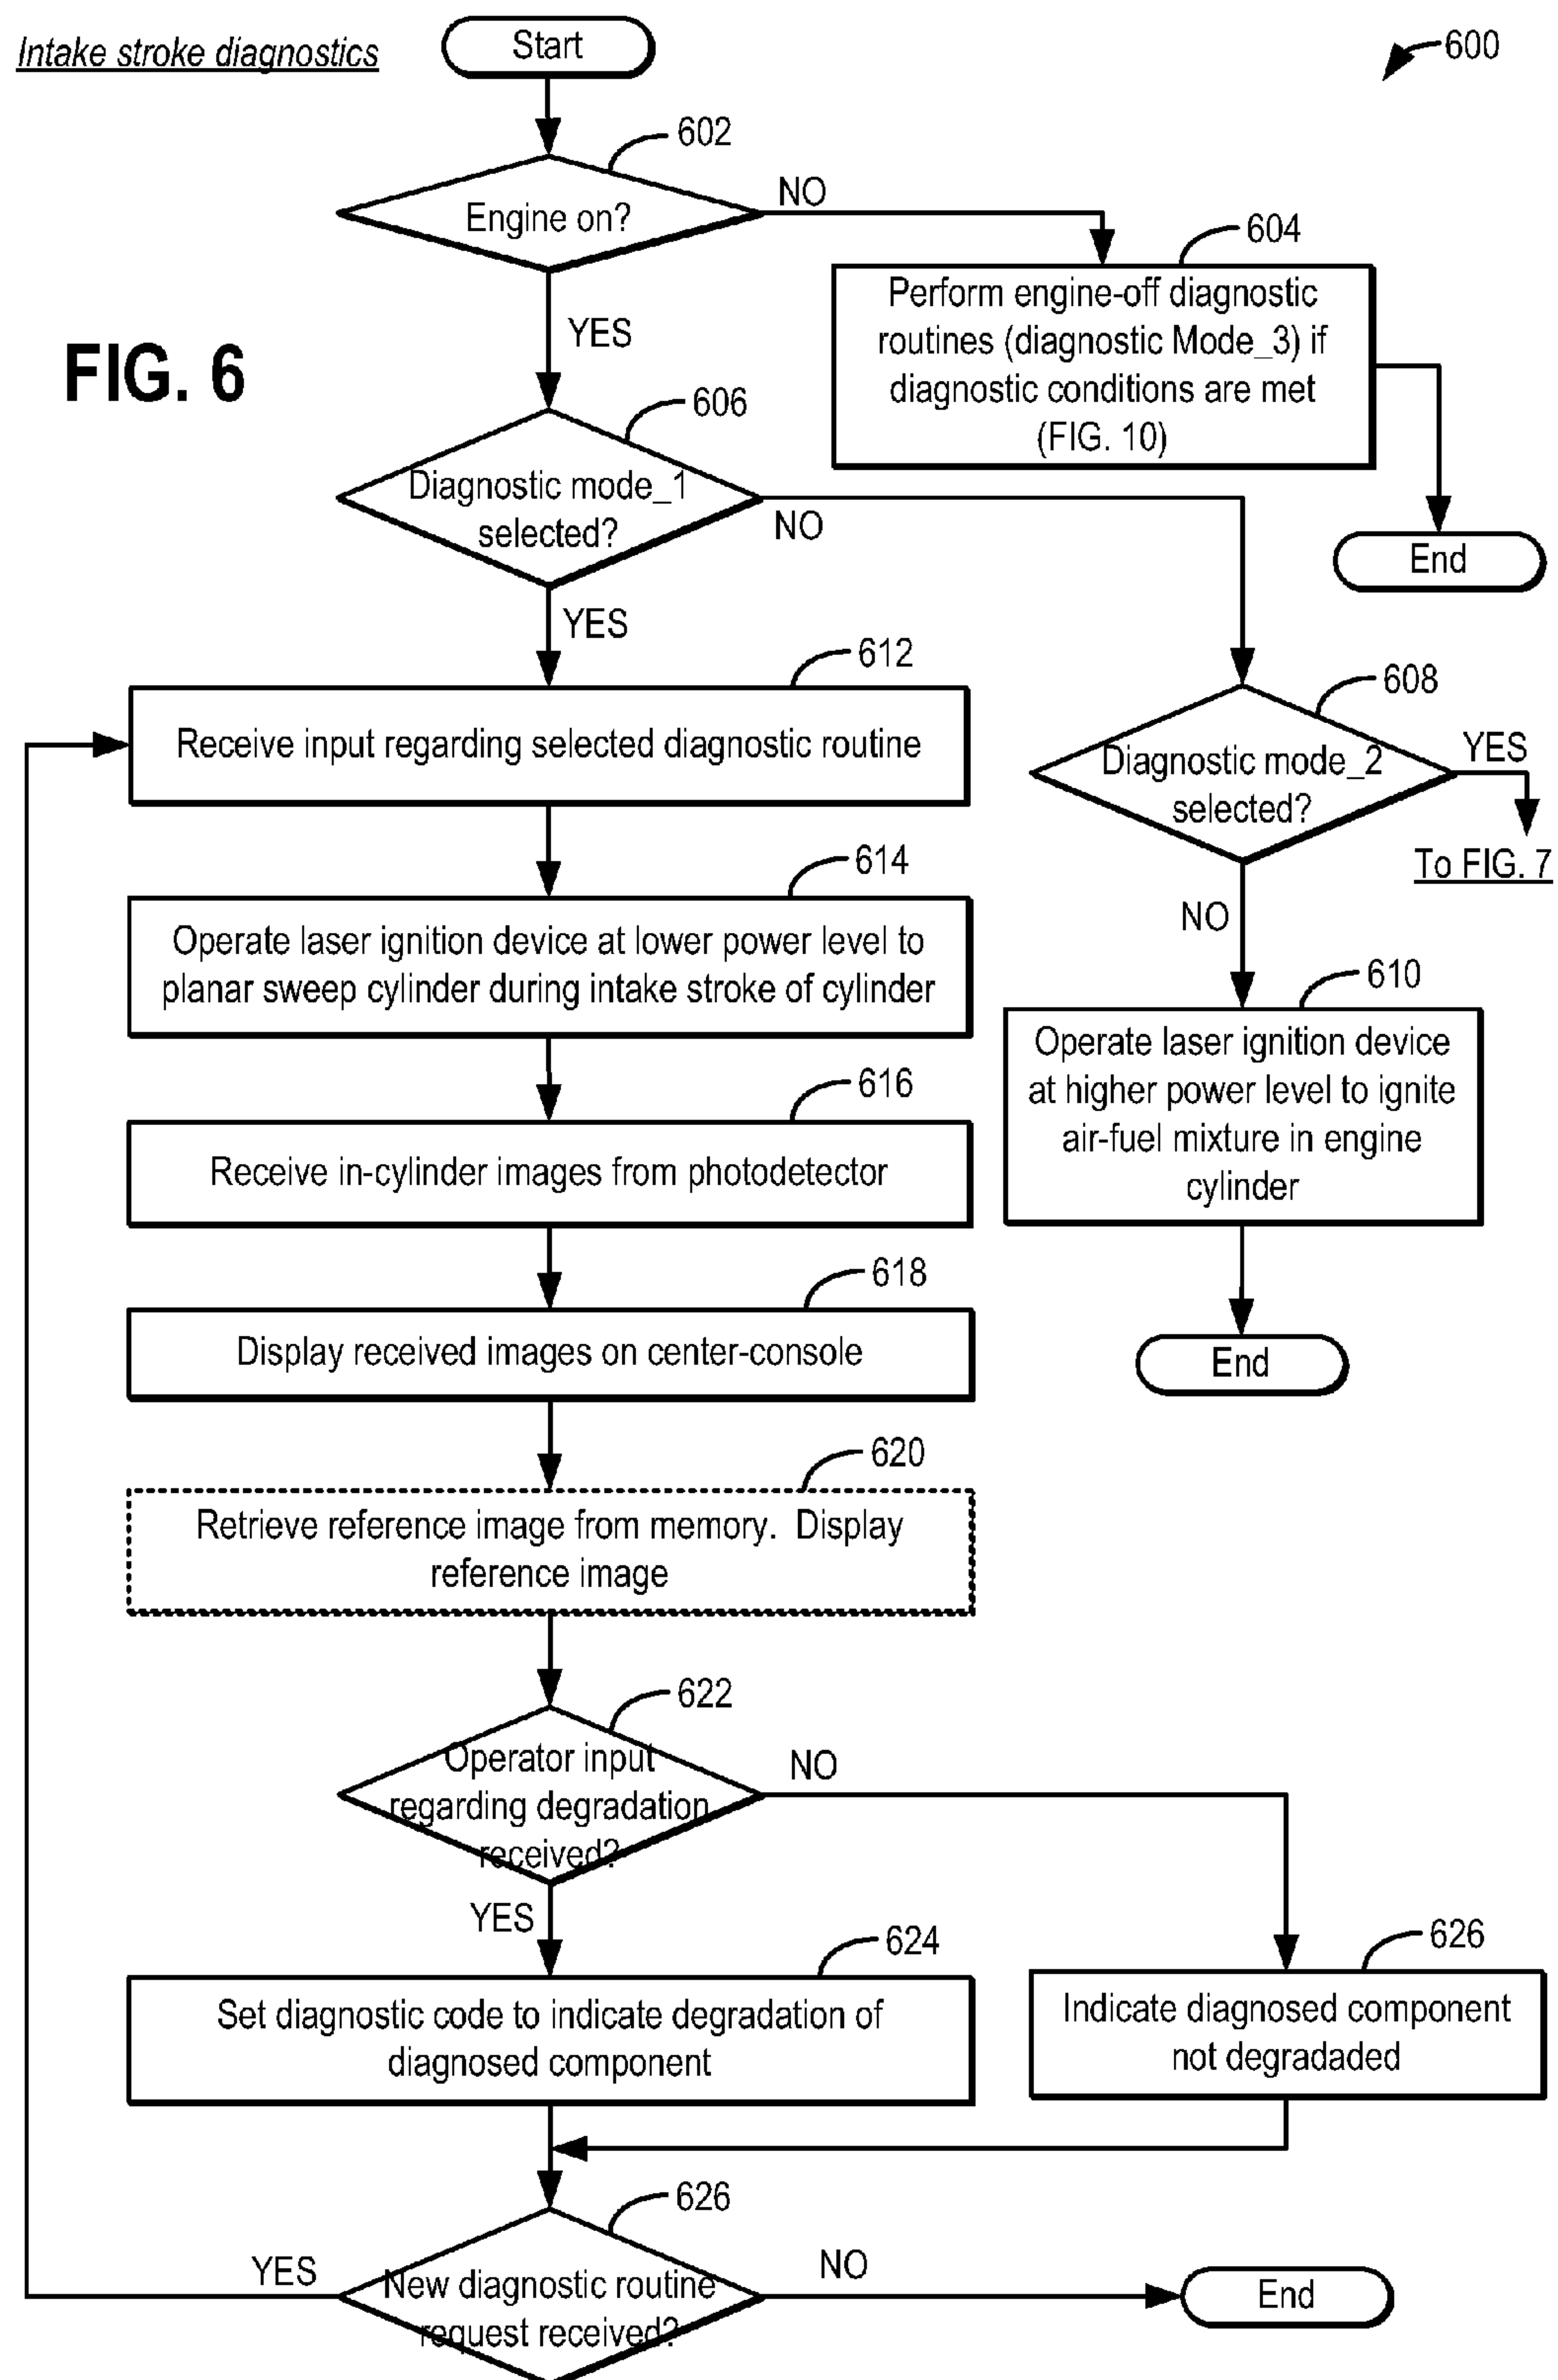 Intake stroke diagnostics
Start
600
602
Engine on?
NO
604
Perform engine-off diagnostic
routines (diagnostic Mode_3) if
diagnostic conditions are met
(FIG. 10)
End
YES
FIG. 6
606
Diagnostic mode_1
selected?
NO
YES
608
Diagnostic mode_2
selected?
YES
To FIG. 7
NO
610
Operate laser ignition device
at higher power level to ignite
air-fuel mixture in engine
cylinder
End
612
Receive input regarding selected diagnostic routine
614
Operate laser ignition device at lower power level to
planar sweep cylinder during intake stroke of cylinder
616
Receive in-cylinder images from photodetector
618
Display received images on center-console
620
Retrieve reference image from memory. Display
reference image
622
Operator input
regarding degradation
received?
NO
YES
624
Set diagnostic code to indicate degradation of
diagnosed component
626
Indicate diagnosed component
not degradaded
626
New diagnostic routine
request received?
YES
NO
End